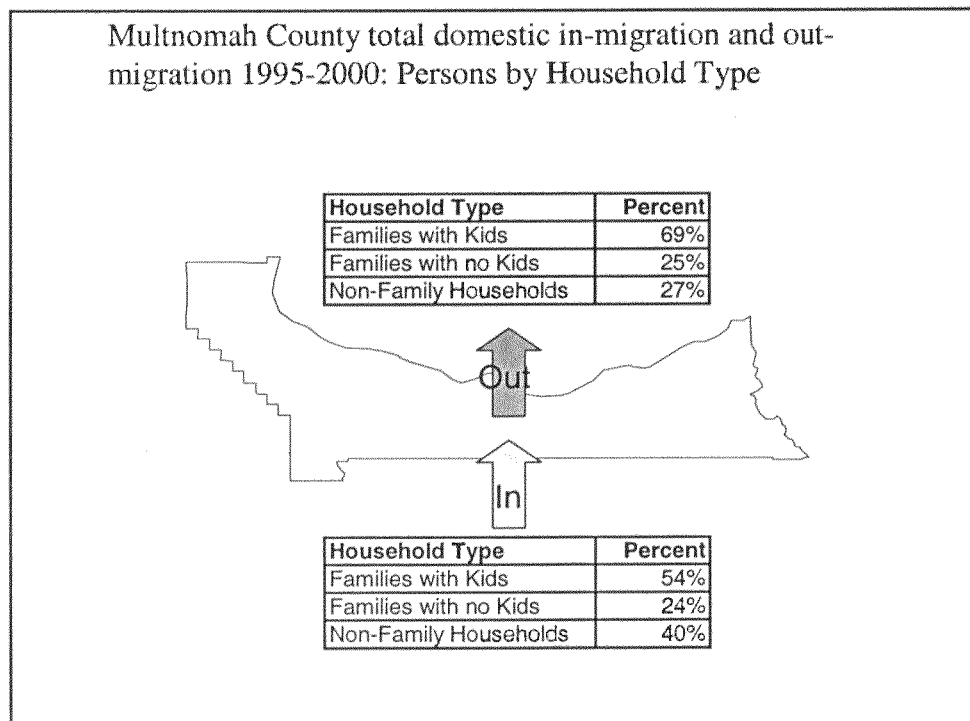 Multnomah County total domestic in-migration and out-
migration 1995-2000: Persons by Household Type
Household Type Percent
Families with Kids 69%
Families with no Kids 25%
Non-Family Households 27%
Out
In
Household Type Percent
Families with Kids 54%
Families with no Kids 24%
Non-Family Households 40%